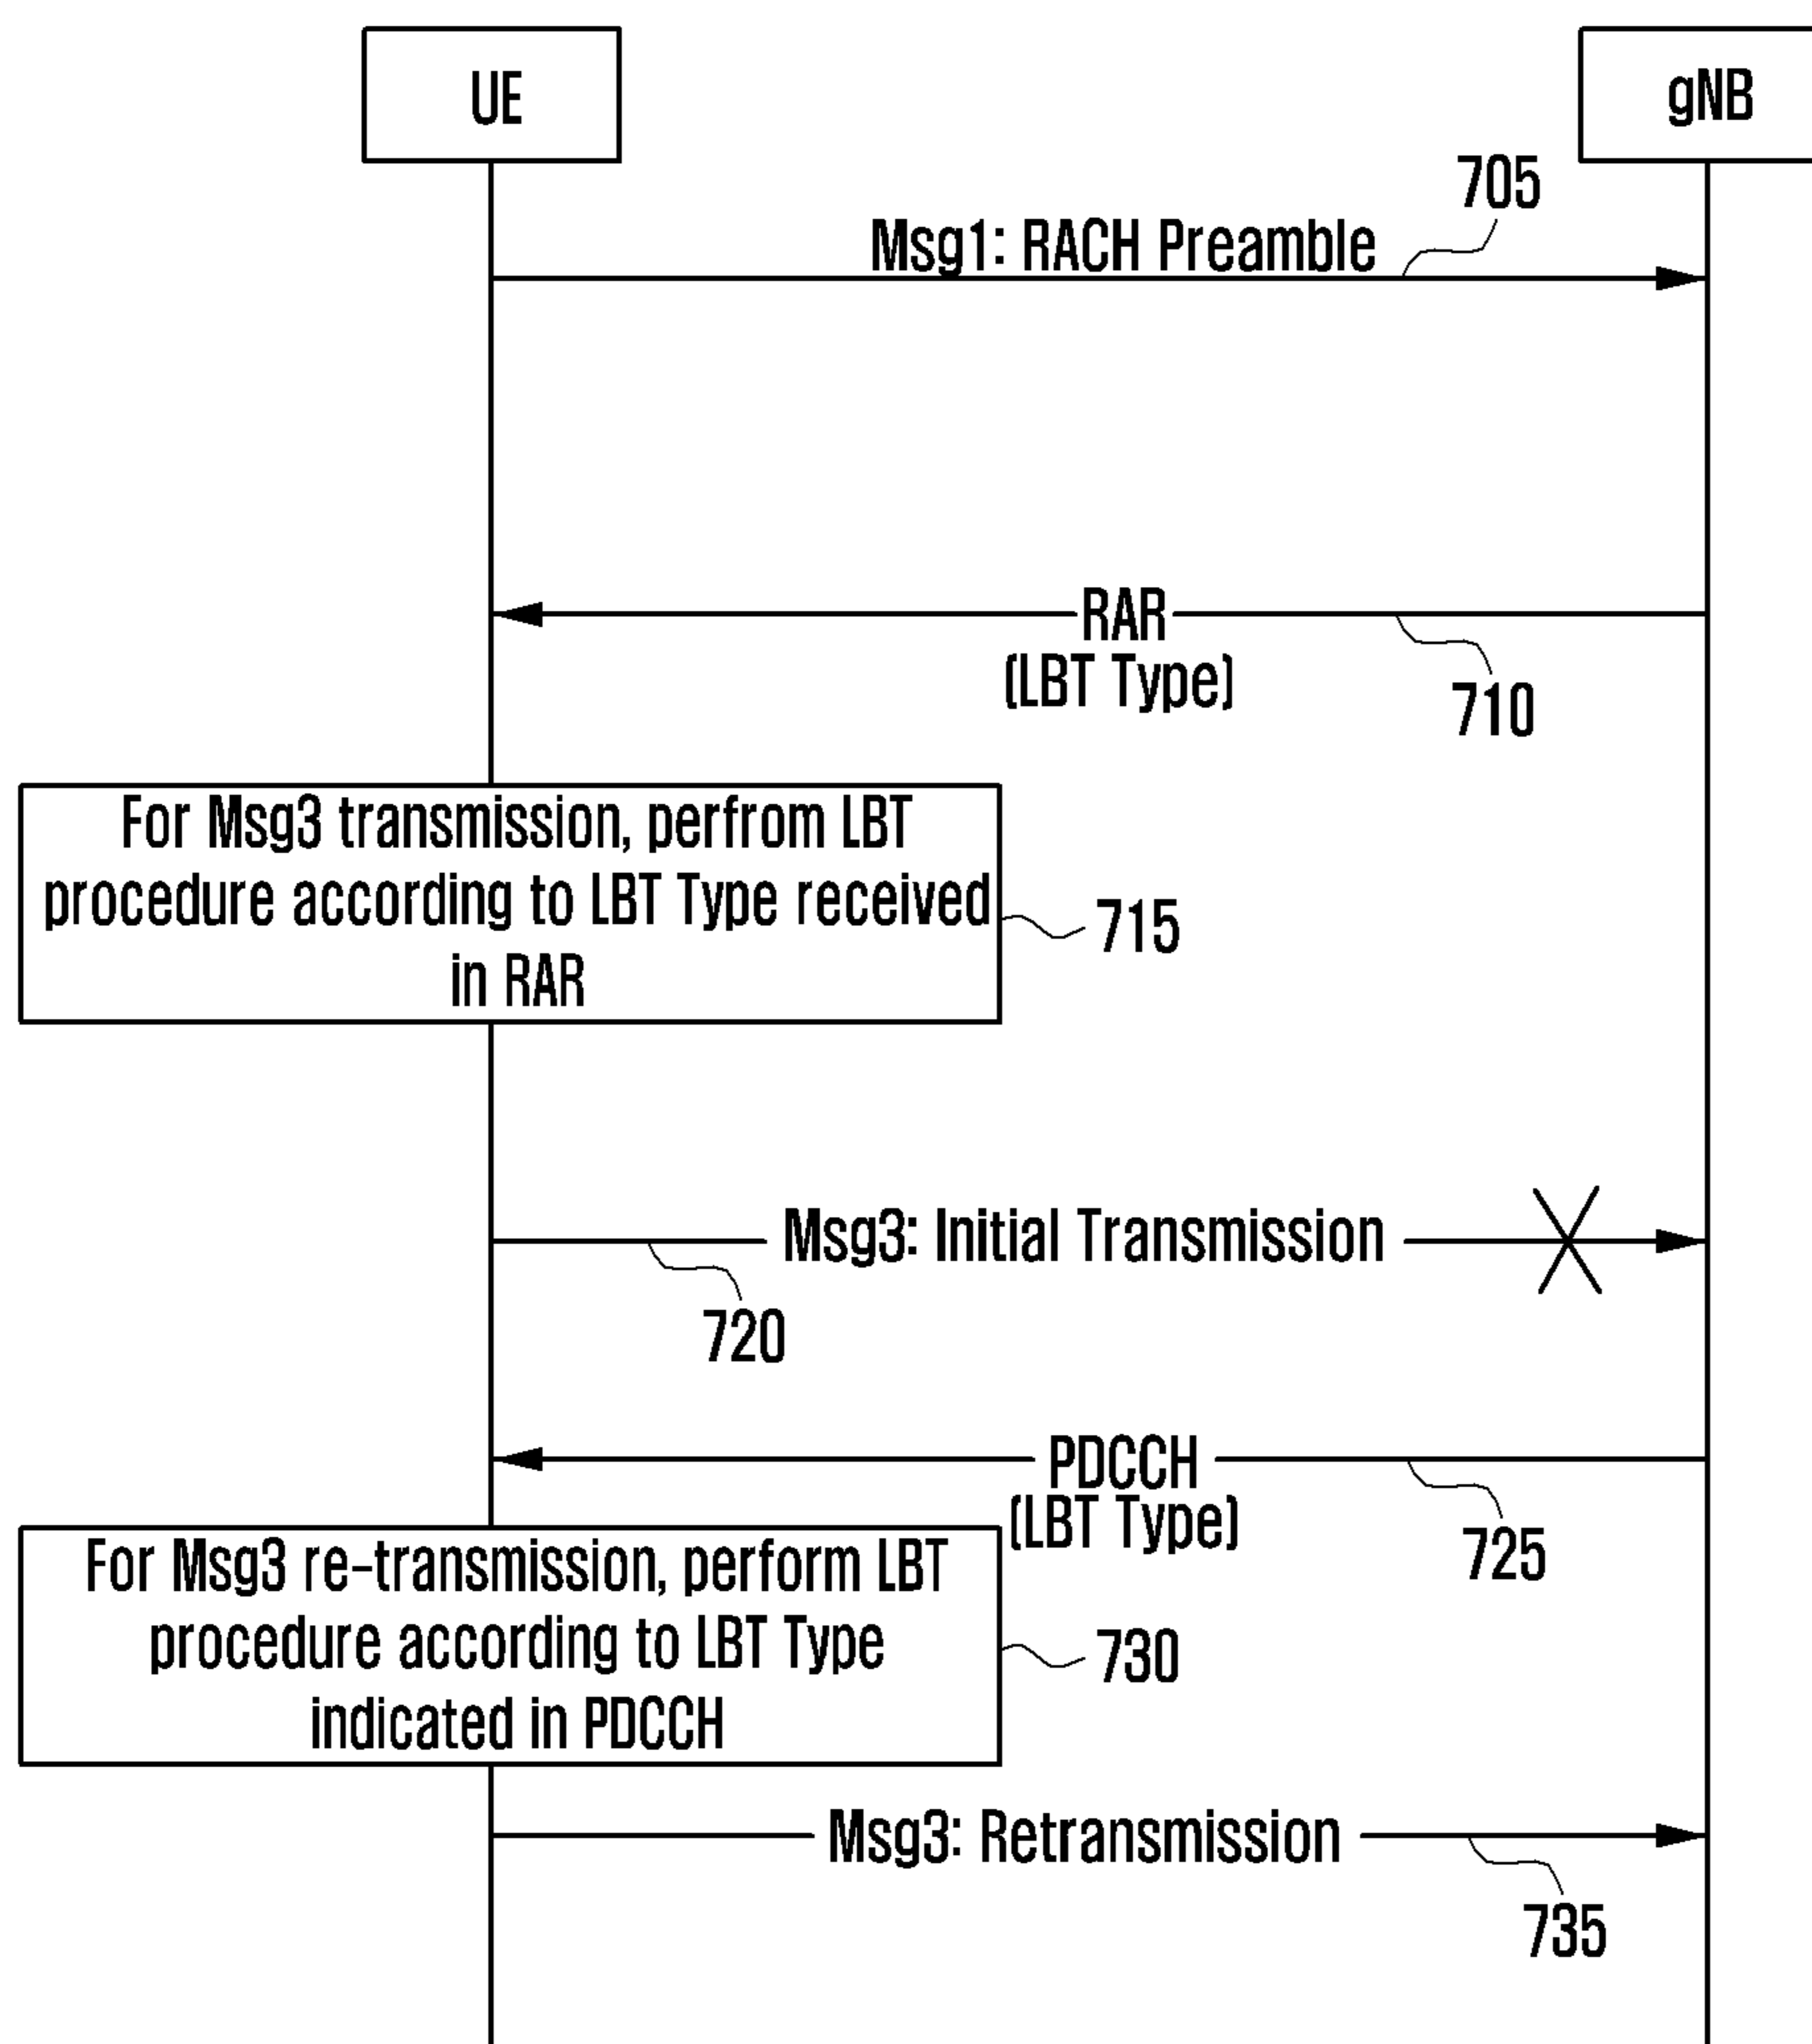 UE
gNB
705
Msg1: RACH Preamble
RAR
(LBT Type)
710
For Msg3 transmission, perfrom LBT
procedure according to LBT Type received
in RAR
715
Msg3: Initial Transmission
720
PDCCH
(LBT Type)
725
For Msg3 re-transmission, perform LBT
procedure according to LBT Type
indicated in PDCCH
730
Msg3: Retransmission
735